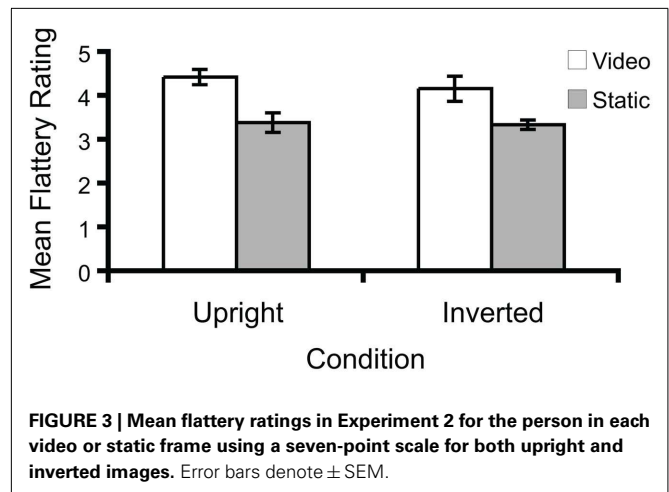 Mean Flattery Rating
5
4
3
2
1
0
Video
Static
Upright
Inverted
Condition
FIGURE 3 | Mean flattery ratings in Experiment 2 for the person in each
video or static frame using a seven-point scale for both upright and
inverted images. Error bars denote ± SEM.